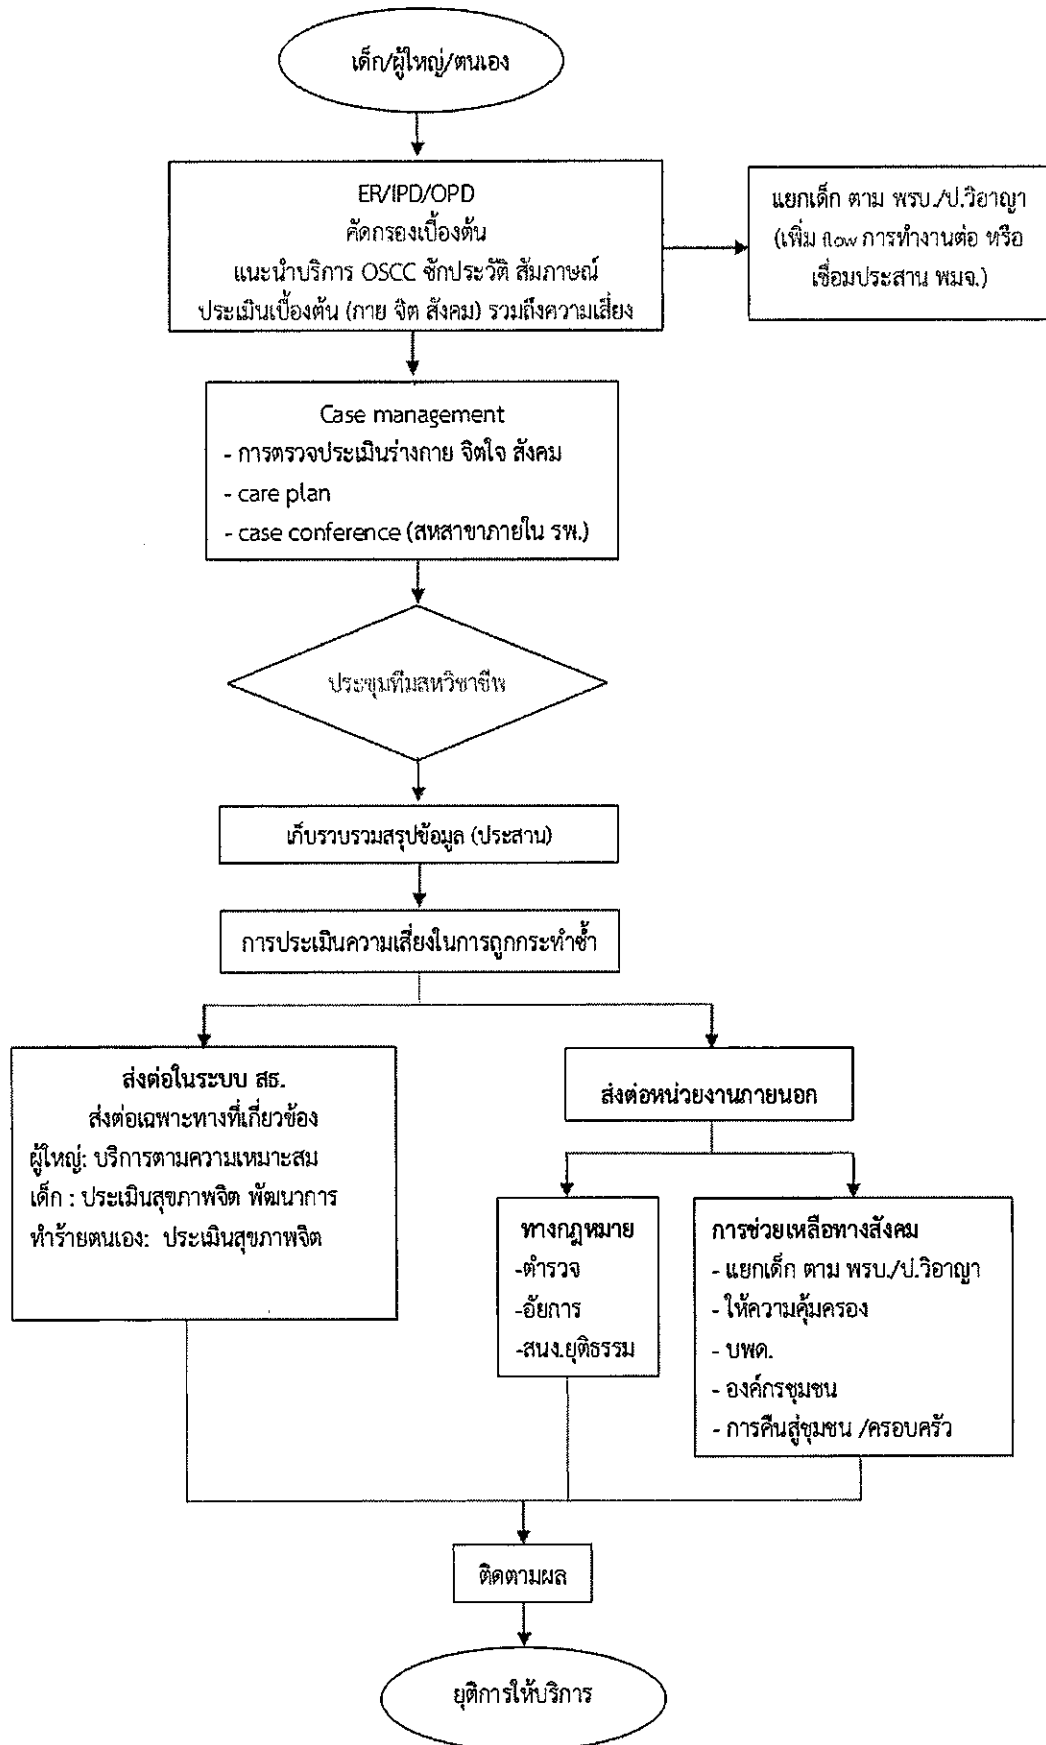 เด็ก/ผู้ใหญ่/ตนเอง
ER/IPD/OPD
คัดกรองเบื้องต้น
แนะนำบริการ OSCC ซักประวัติ สัมภาษณ์
ประเมินเบื้องต้น (กาย จิต สังคม) รวมถึงความเสี่ยง
แยกเด็ก ตาม พรบ./ป.วิอาญา
(เพิ่ม flow การทำงานต่อ หรือ
เชื่อมประสาน พมจ.)
Case management
- การตรวจประเมินร่างกาย จิตใจ สังคม
- care plan
- case conference (สหสาขาภายใน รพ.)
ประชุมทีมสหวิชาชีพ
เก็บรวบรวมสรุปข้อมูล (ประสาน)
การประเมินความเสี่ยงในการถูกกระทำซ้ำ
ส่งต่อในระบบ สธ.
ส่งต่อเฉพาะทางที่เกี่ยวข้อง
ผู้ใหญ่: บริการตามความเหมาะสม
เด็ก : ประเมินสุขภาพจิต พัฒนาการ
ทำร้ายตนเอง: ประเมินสุขภาพจิต
ส่งต่อหน่วยงานภายนอก
ทางกฎหมาย
-ตำรวจ
-อัยการ
-สนง.ยุติธรรม
การช่วยเหลือทางสังคม
- แยกเด็ก ตาม พรบ./ป.วิอาญา
- ให้ความคุ้มครอง
- บพด.
- องค์กรชุมชน
- การคืนสู่ชุมชน /ครอบครัว
ติดตามผล
ยุติการให้บริการ